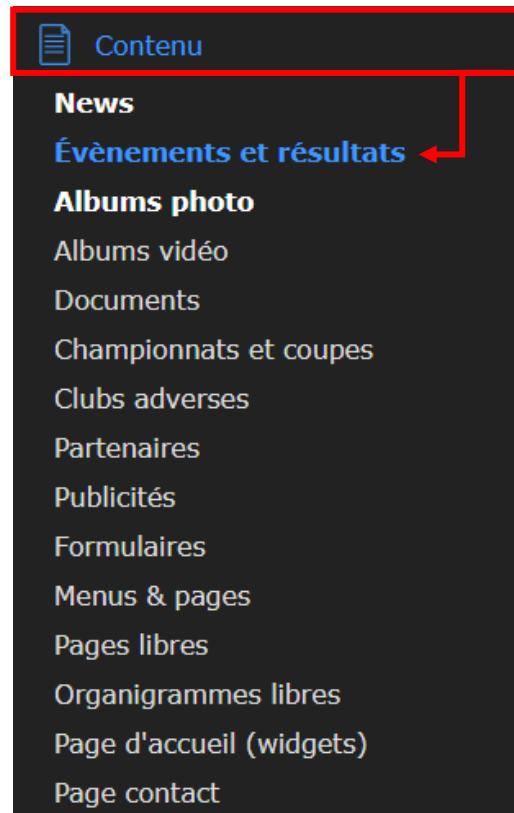 Contenu
News
Évènements et résultats
Albums photo
Albums vidéo
Documents
Championnats et coupes
Clubs adverses
Partenaires
Publicités
Formulaires
Menus & pages
Pages libres
Organigrammes libres
Page d'accueil (widgets)
Page contact